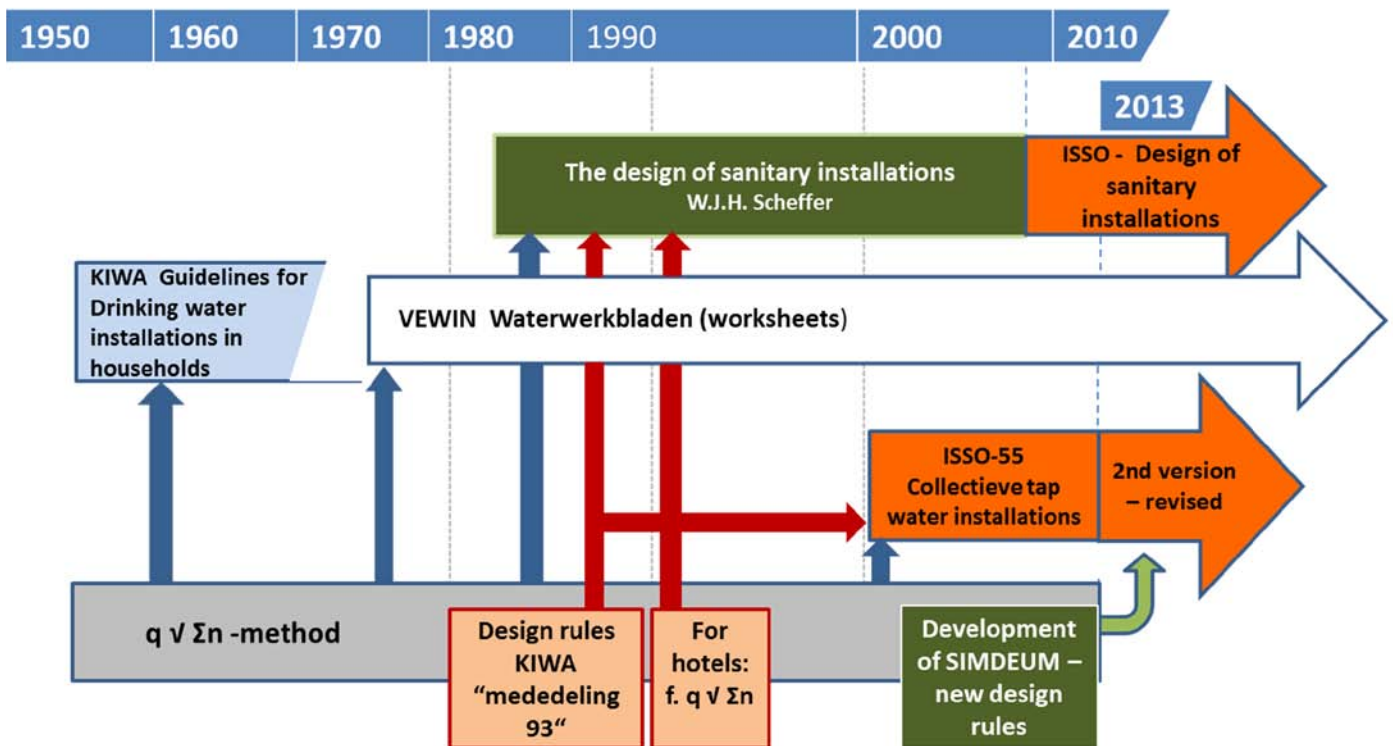 1950 1960 1970 1980 1990 2000 2010
2013
The design of sanitary installations
W.J.H. Scheffer
ISSO - Design of
sanitary
installations
KIWA Guidelines for
Drinking water
installations in
households
VEWIN Waterwerkbladen (worksheets)
ISSO-55
Collectieve tap
water installations
2nd version
– revised
q √ Σn -method
Design rules
KIWA
“mededeling
93“
For
hotels:
f. q √ Σn
Development
of SIMDEUM –
new design
rules